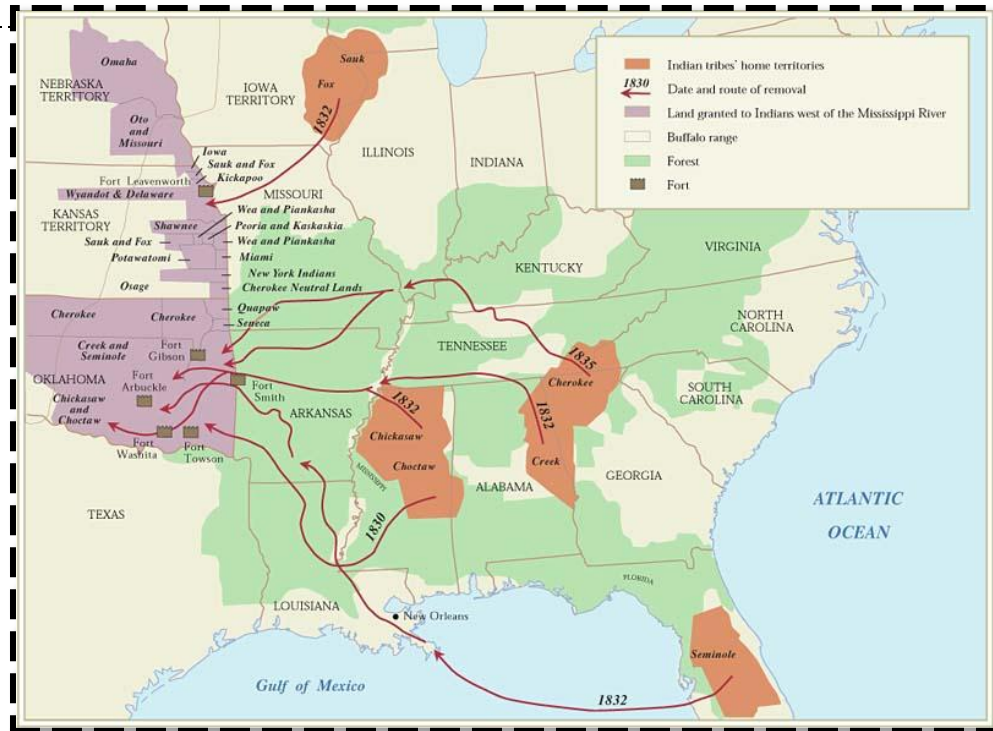 Omaha
NEBRASKA
TERRITORY
Oto
and
Missouri
IOWA
TERRITORY
Sauk
Fox
1832
ILLINOIS
INDIANA
1830
Indian tribes' home territories
Date and route of removal
Land granted to Indians west of the Mississippi River
Buffalo range
Forest
Fort
Iowa
Sauk and Fox
Kickapoo
Fort Leavenworth
Wyandot & Delaware
MISSOURI
KANSAS
TERRITORY
Wea and Piankasha
Shawnee
Peoria and Kaskaskia
Sauk and Fox
Wea and Piankasha
Potawatomi
Miami
New York Indians
Osage
Cherokee Neutral Lands
Cherokee
Cherokee
Quapaw
Seneca
Creek and
Seminole
Fort
Gibson
OKLAHOMA
Fort
Arbuckle
Fort
Smith
Chickasaw
and
Choctaw
Fort
Washita
Fort
Towson
ARKANSAS
KENTUCKY
VIRGINIA
TENNESSEE
NORTH
CAROLINA
SOUTH
CAROLINA
1835
Cherokee
1832
Creek
1832
Chickasaw
Choctaw
MISSISSIPPI
ALABAMA
GEORGIA
1830
TEXAS
LOUISIANA
New Orleans
FLORIDA
Seminole
1832
ATLANTIC
OCEAN
Gulf of Mexico